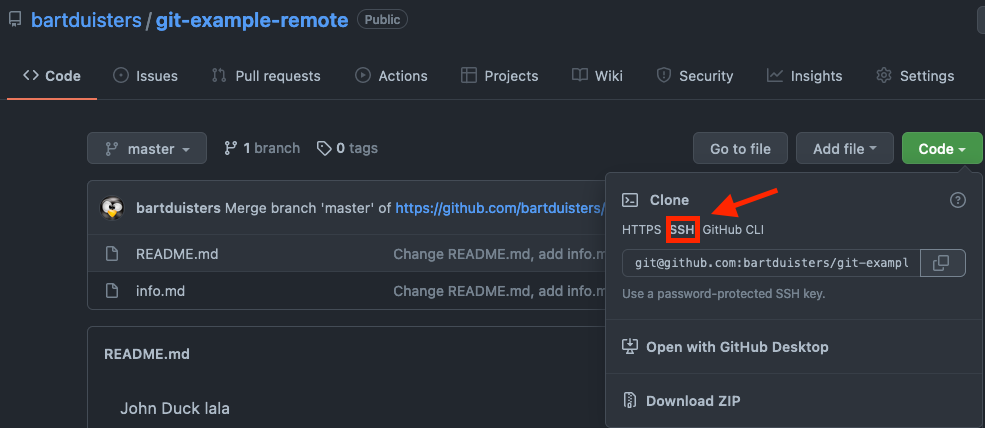 bartduisters / git-example-remote Public
Code Issues Pull requests Actions Projects Wiki Security Insights Settings
master 1 branch 0 tags Go to file Add file Code
bartduisters Merge branch 'master' of https://github.com/bartduisters/
README.md Change README.md, add info.m
info.md Change README.md, add info.m
README.md
John Duck lala
Clone
HTTPS SSH GitHub CLI
git@github.com:bartduisters/git-exampl
Use a password-protected SSH key.
Open with GitHub Desktop
Download ZIP